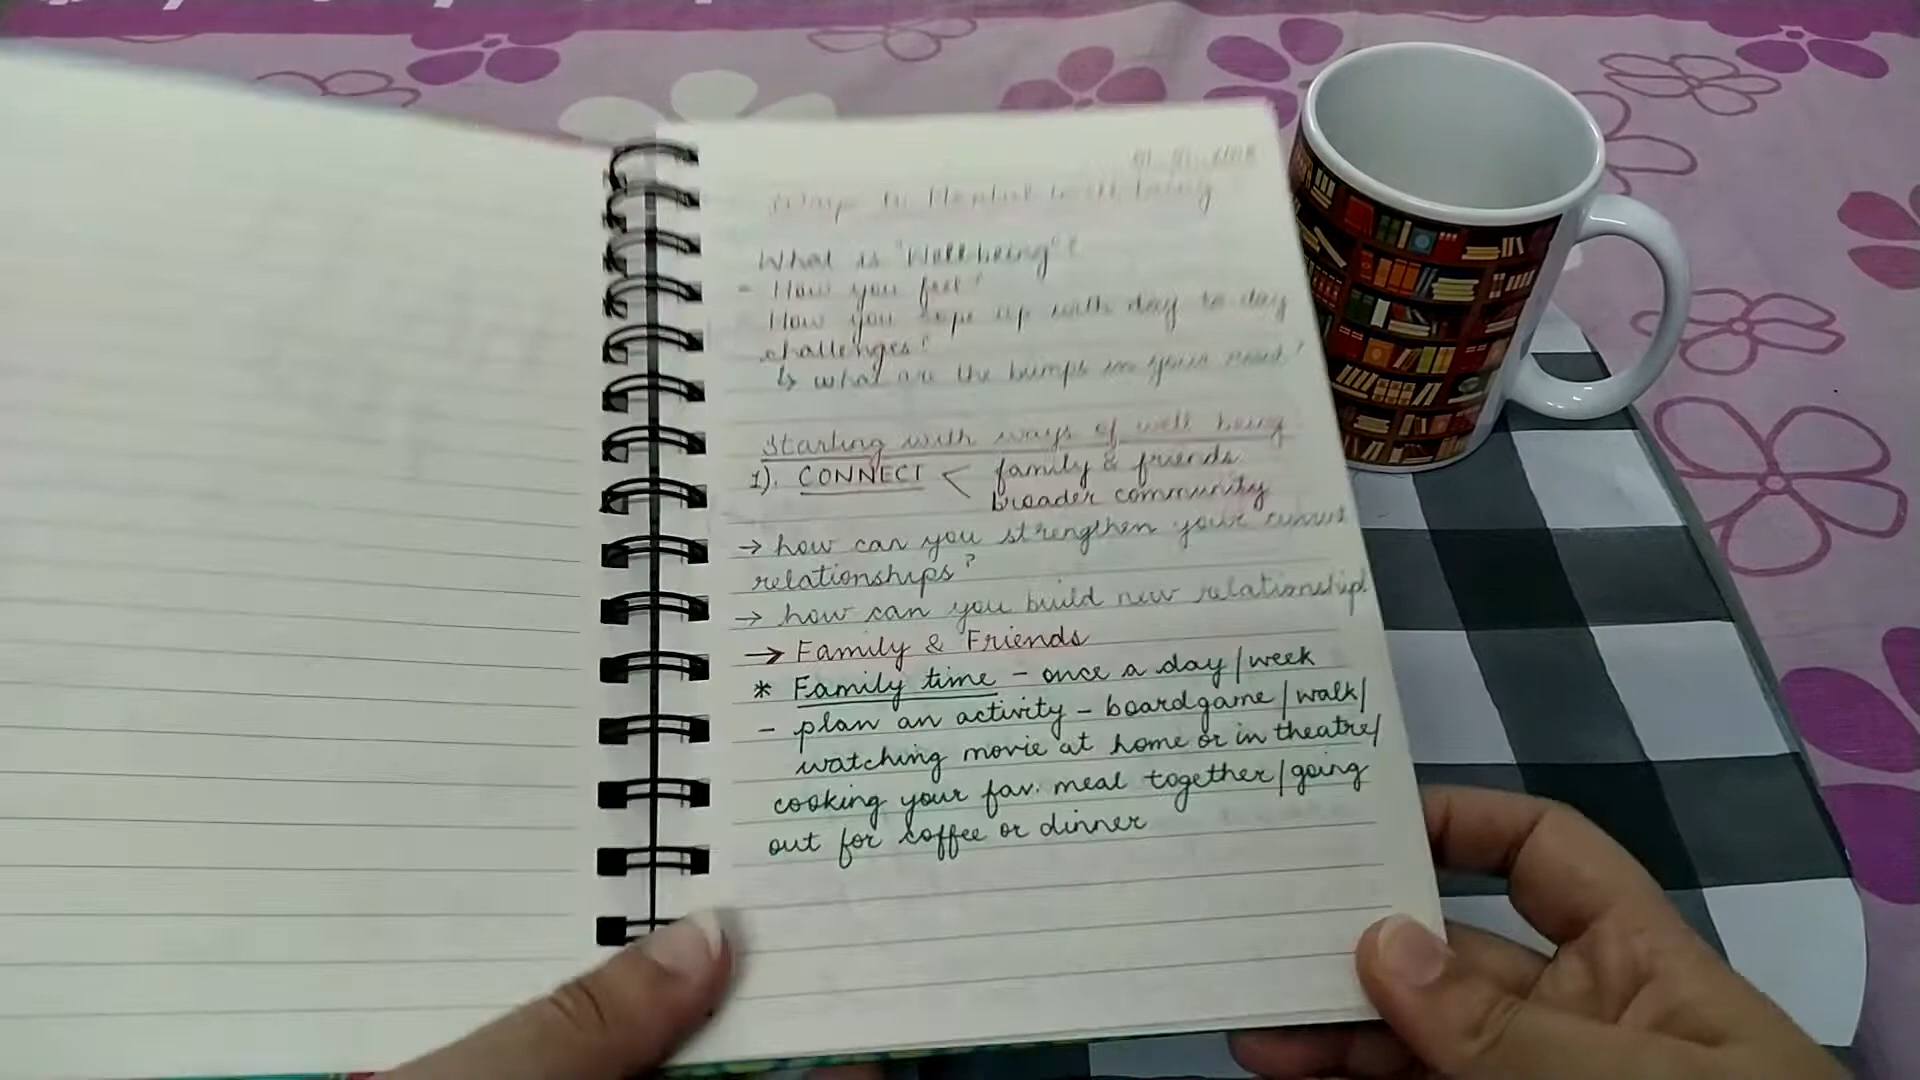 Ways to Mental Well being
What is "Well being"?
- How you feel?
How you cope up with day to day
challenges?
↳ what are the bumps in your road?
Starting with ways of well being
1). CONNECT < family & friends
broader community
→ how can you strengthen your
relationships?
→ how can you build new relationship
→ Family & Friends
* Family time - once a day/week
- plan an activity - boardgame/walk/
watching movie at home or in theatre/
cooking your fav. meal together/going
out for coffee or dinner